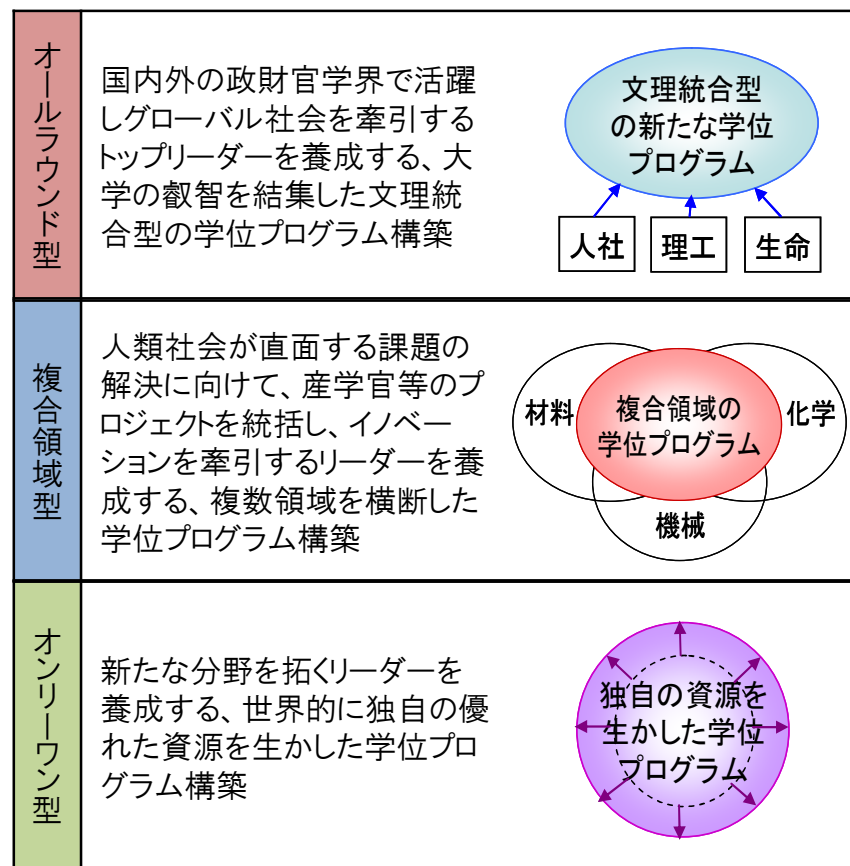 オールラウンド型
国内外の政財官学界で活躍
しグローバル社会を牽引する
トップリーダーを養成する、大
学の叡智を結集した文理統
合型の学位プログラム構築
文理統合型
の新たな学位
プログラム
人社
理工
生命
複合領域型
人類社会が直面する課題の
解決に向けて、産学官等のプ
ロジェクトを統括し、イノベー
ションを牽引するリーダーを養
成する、複数領域を横断した
学位プログラム構築
材料
複合領域の
学位プログラム
化学
機械
オンリーワン型
新たな分野を拓くリーダーを
養成する、世界的に独自の優
れた資源を生かした学位プロ
グラム構築
独自の資源を
生かした学位
プログラム